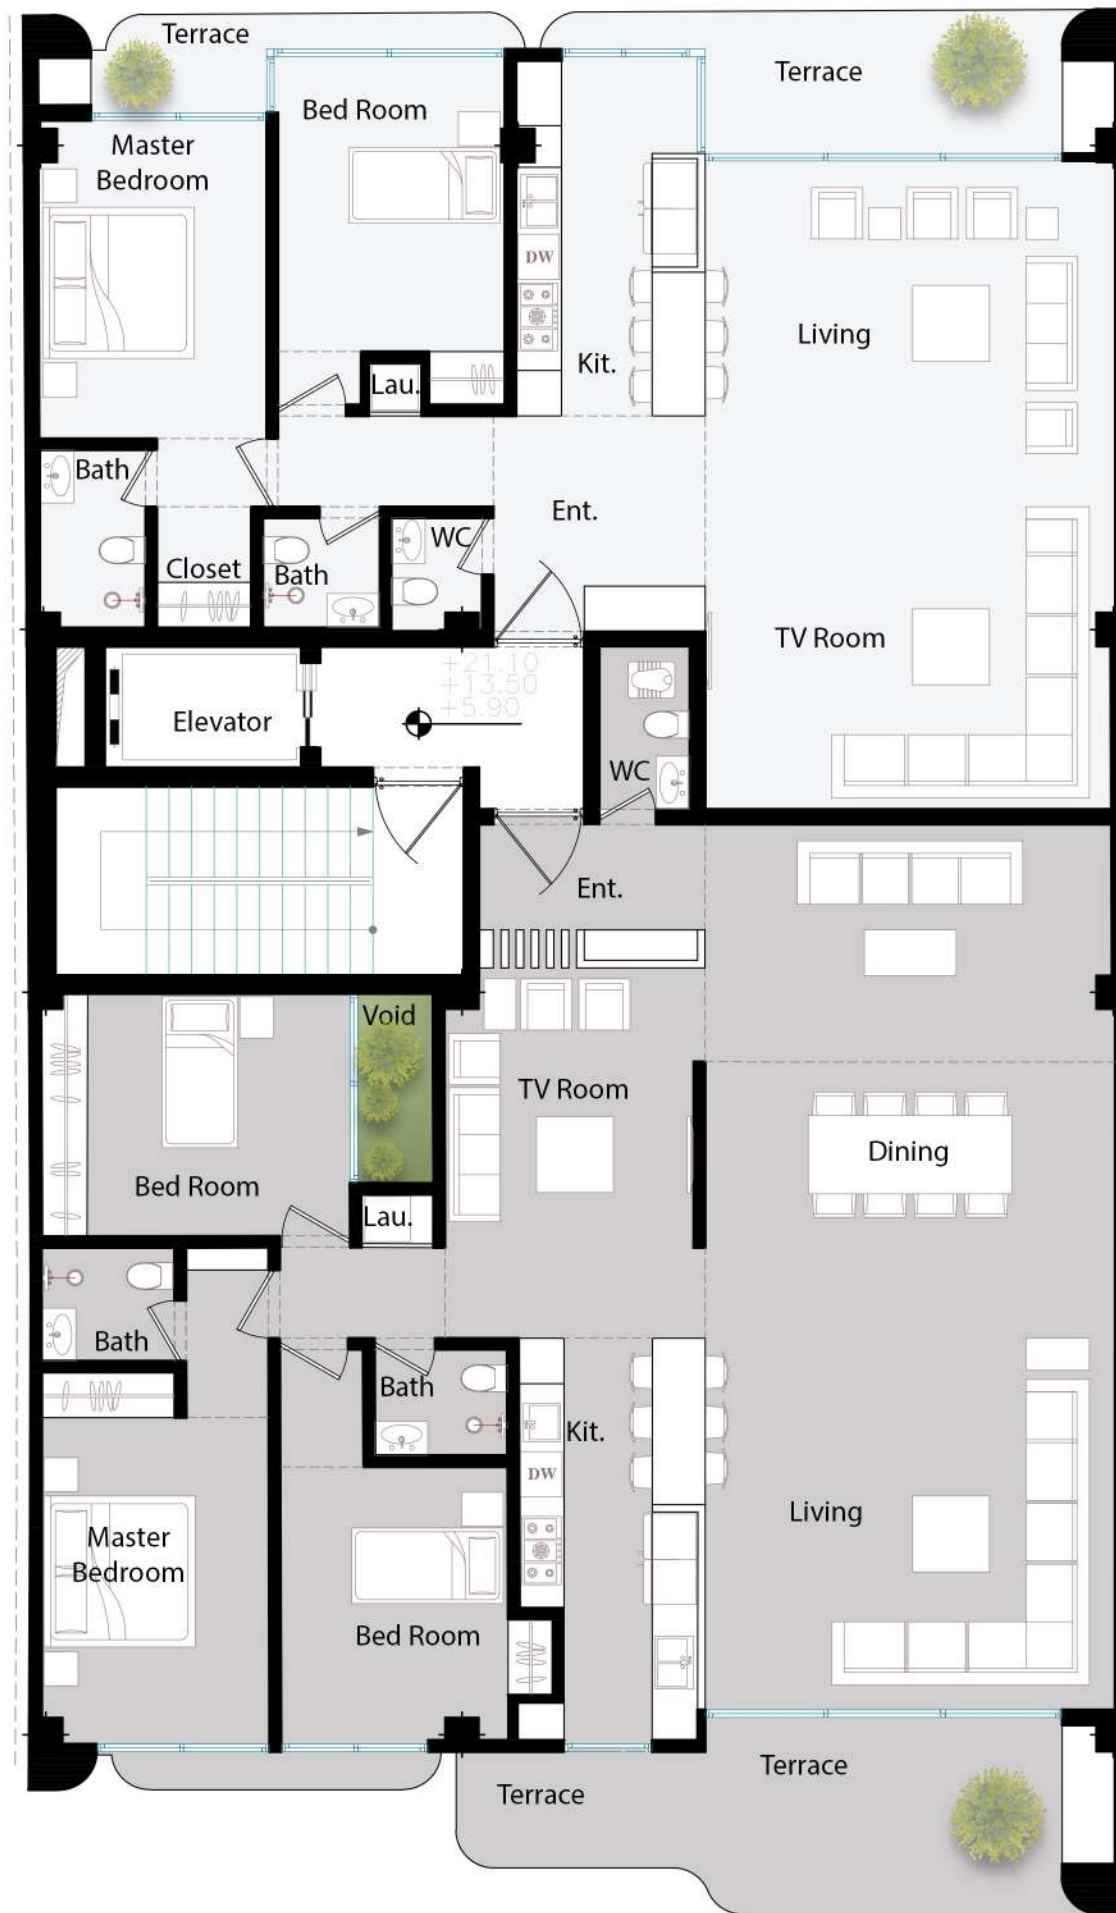 Terrace
Terrace
Bed Room
Master
Bedroom
DW
Living
Kit.
Lau.
Bath
Ent.
WC
Closet
Bath
TV Room
+21.10
+13.50
+5.90
Elevator
WC
Ent.
Void
TV Room
Dining
Bed Room
Lau.
Bath
Bath
Kit.
DW
Living
Master
Bedroom
Bed Room
Terrace
Terrace